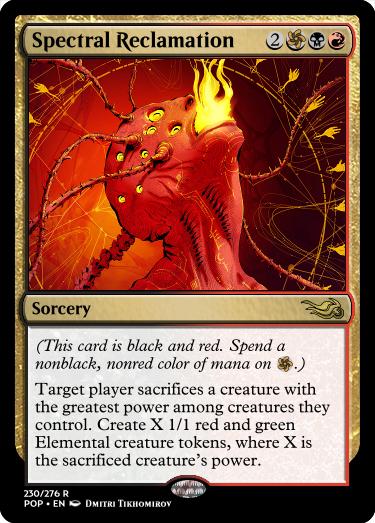 Spectral Reclamation 2
Sorcery
(This card is black and red. Spend a
nonblack, nonred color of mana on .)
Target player sacrifices a creature with
the greatest power among creatures they
control. Create X 1/1 red and green
Elemental creature tokens, where X is
the sacrificed creature's power.
230/276 R
POP • EN Dmitri Tikhomirov